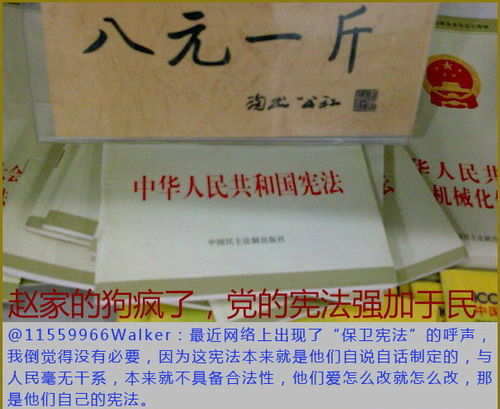 八元一斤
淘书公社
中华人民共和国宪法
中国民主法制出版社
人民共
机械化
赵家的狗疯了，党的宪法强加于民
@11559966Walker：最近网络上出现了“保卫宪法”的呼声，
我倒觉得没有必要，因为这宪法本来就是他们自说自话制定的，与
人民毫无干系，本来就不具备合法性，他们爱怎么改就怎么改，那
是他们自己的宪法。